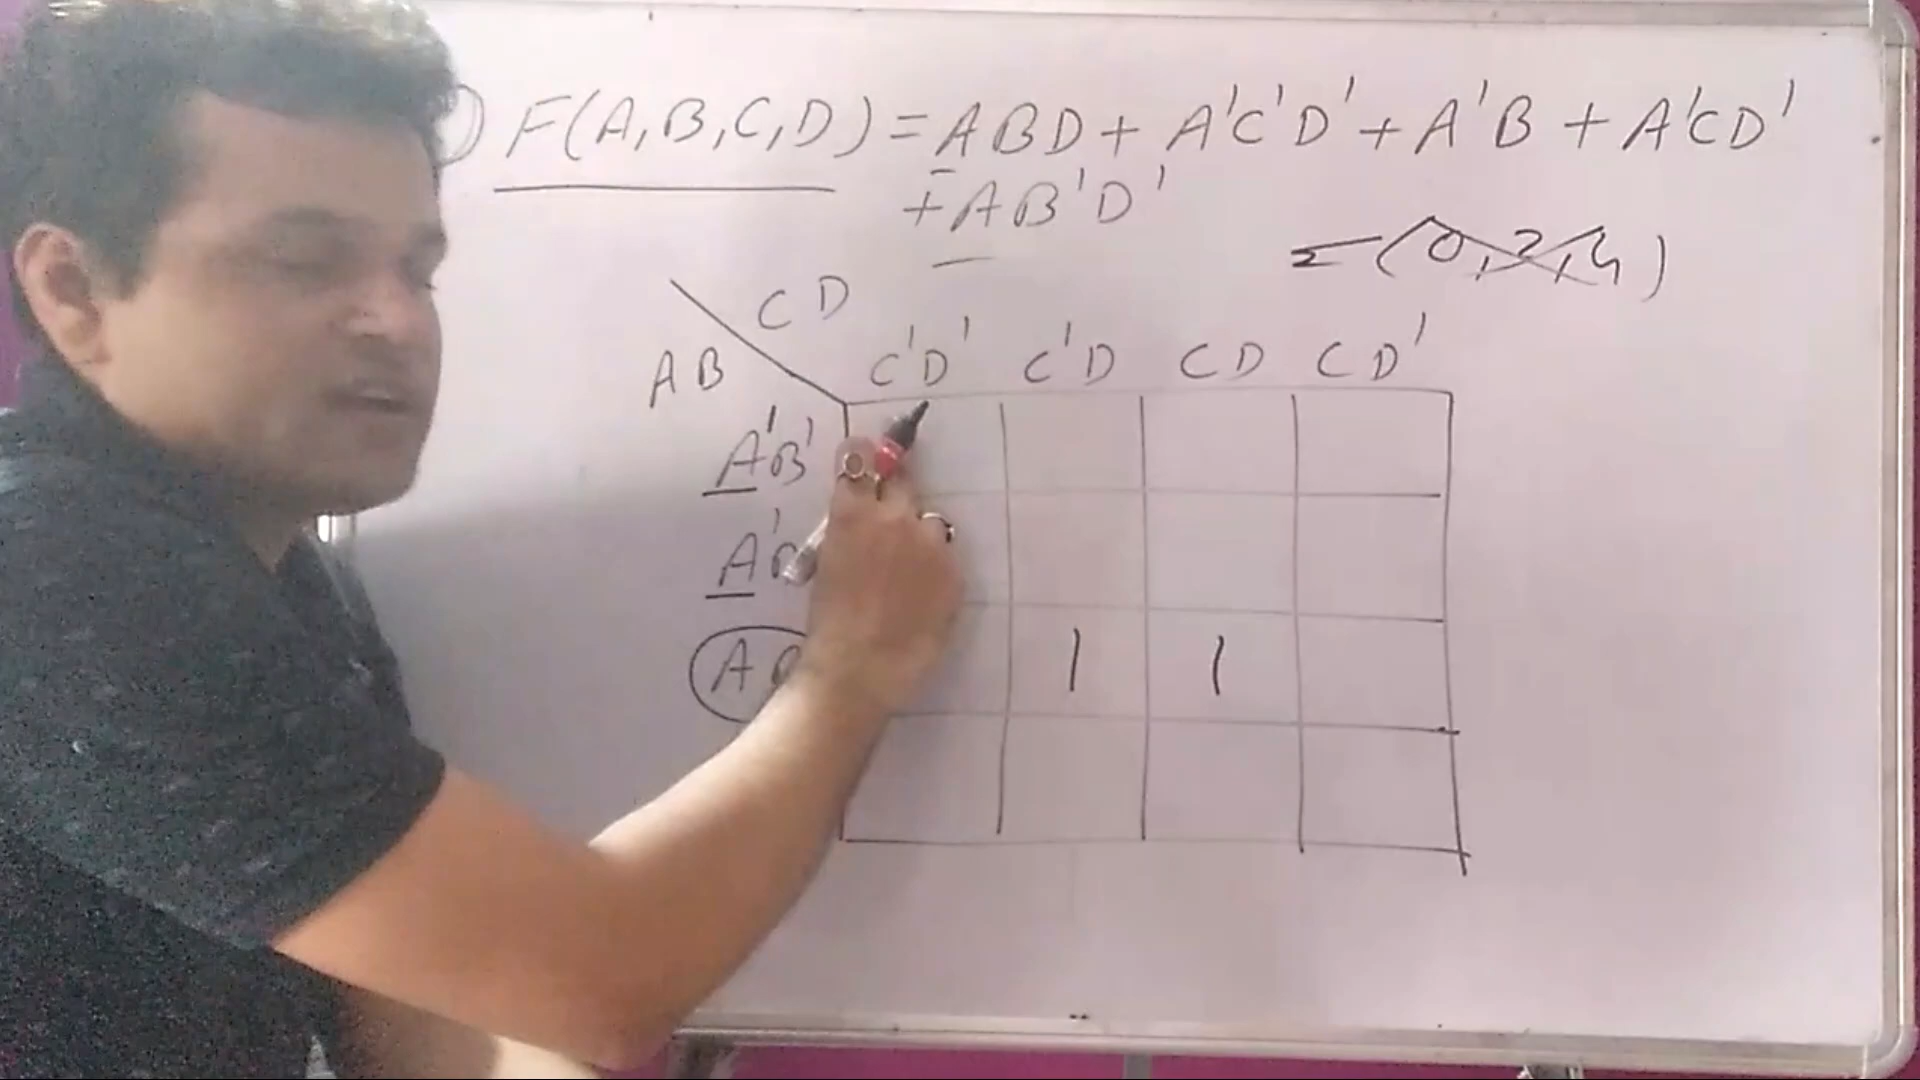 ) F(A,B,C,D) = ABD + A'C'D' + A'B + A'CD'
+ AB'D'
Σ(0,2,4)
CD
AB
C'D' C'D CD CD'
A'B'
A'
A
1 1